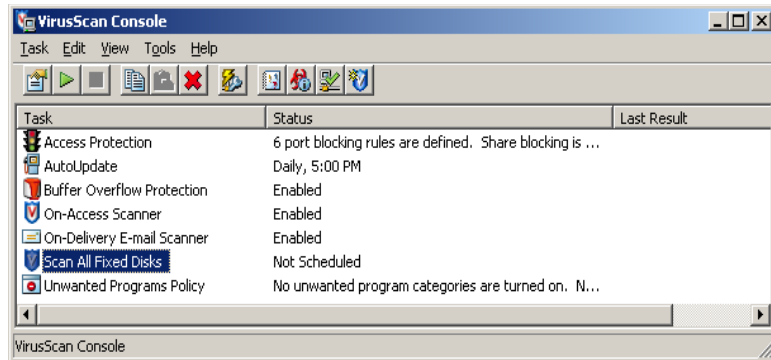 VirusScan Console
Task Edit View Tools Help
Task Status Last Result
Access Protection 6 port blocking rules are defined. Share blocking is ...
AutoUpdate Daily, 5:00 PM
Buffer Overflow Protection Enabled
On-Access Scanner Enabled
On-Delivery E-mail Scanner Enabled
Scan All Fixed Disks Not Scheduled
Unwanted Programs Policy No unwanted program categories are turned on. N...
VirusScan Console